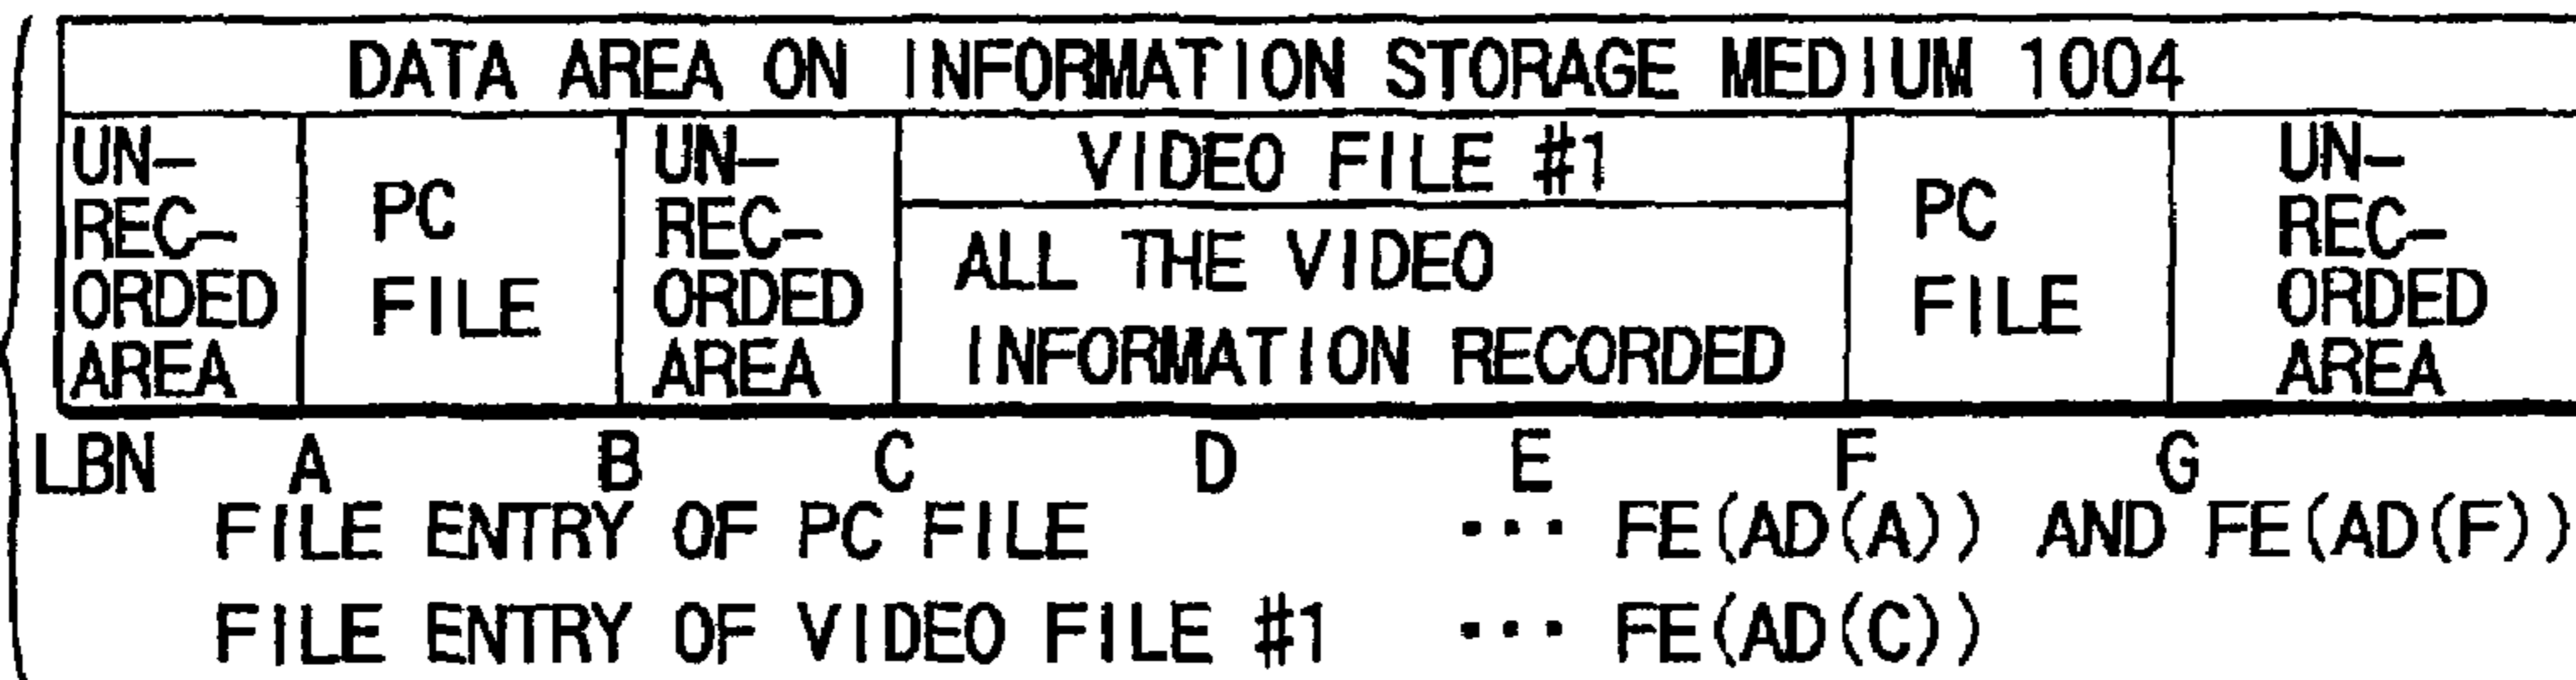 DATA AREA ON INFORMATION STORAGE MEDIUM 1004
UN-
REC-
ORDED
AREA
PC
FILE
UN-
REC-
ORDED
AREA
VIDEO FILE #1
ALL THE VIDEO
INFORMATION RECORDED
PC
FILE
UN-
REC-
ORDED
AREA
LBN A B C D E F G
FILE ENTRY OF PC FILE ··· FE(AD(A)) AND FE(AD(F))
FILE ENTRY OF VIDEO FILE #1 ··· FE(AD(C))